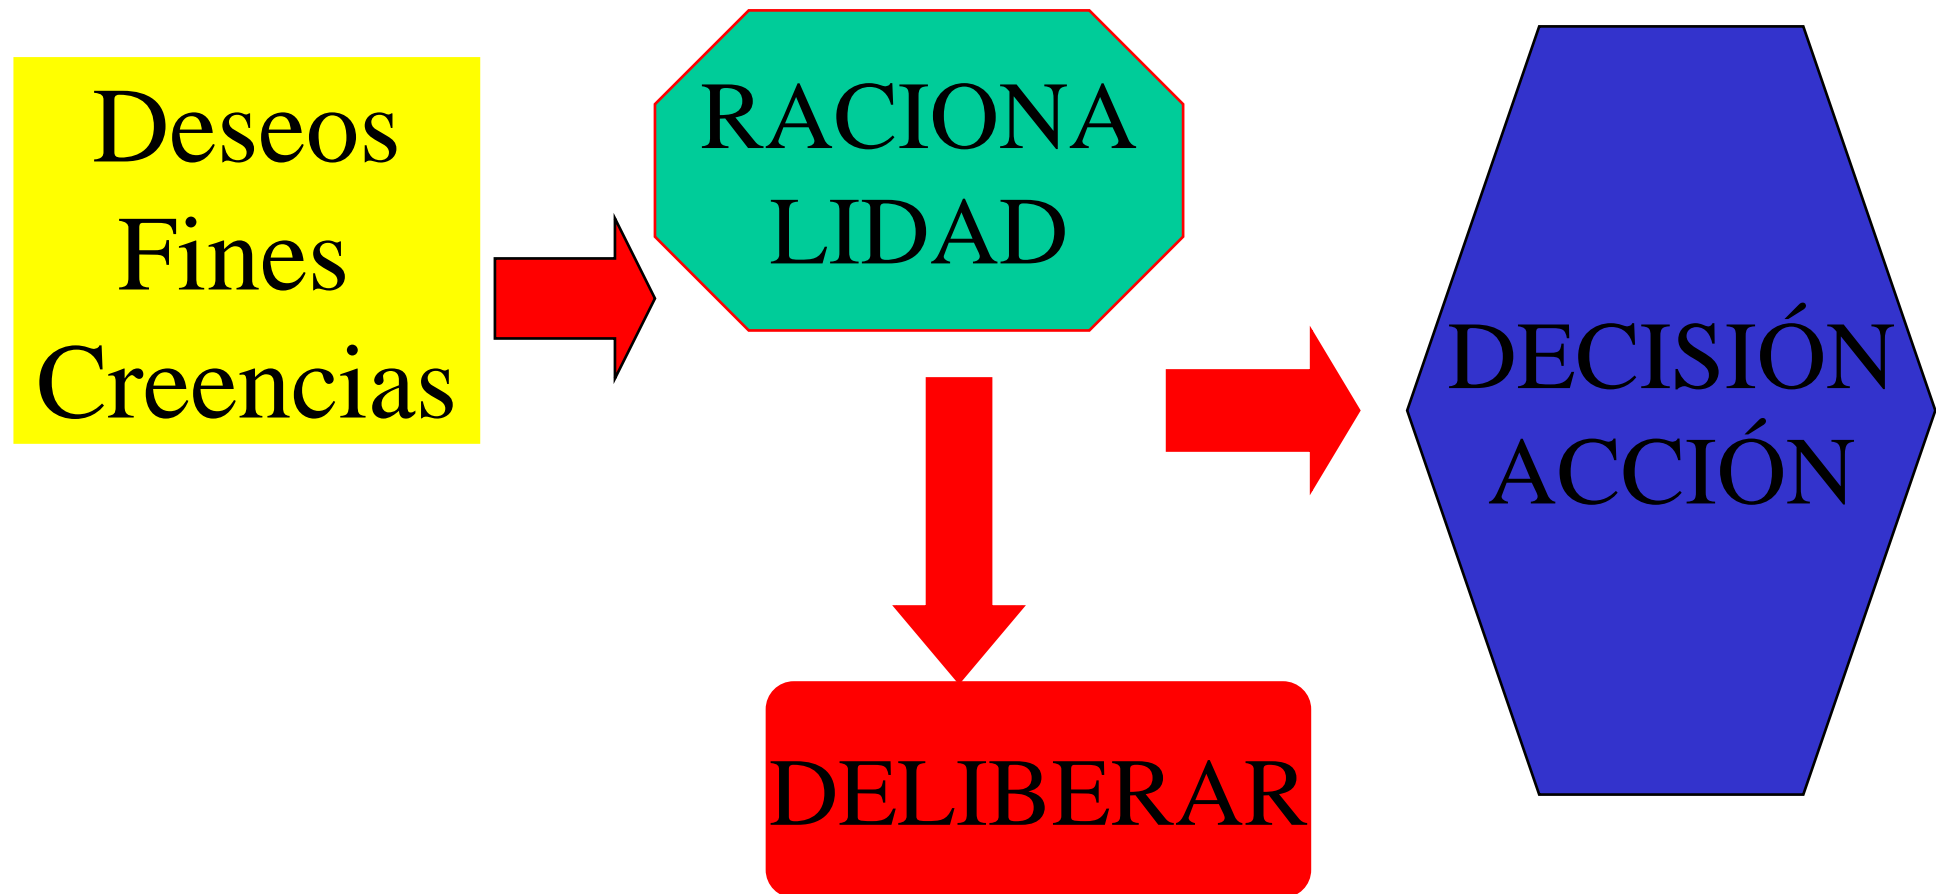 Deseos
Fines
Creencias
RACIONA
LIDAD
DECISIÓN
ACCIÓN
DELIBERAR